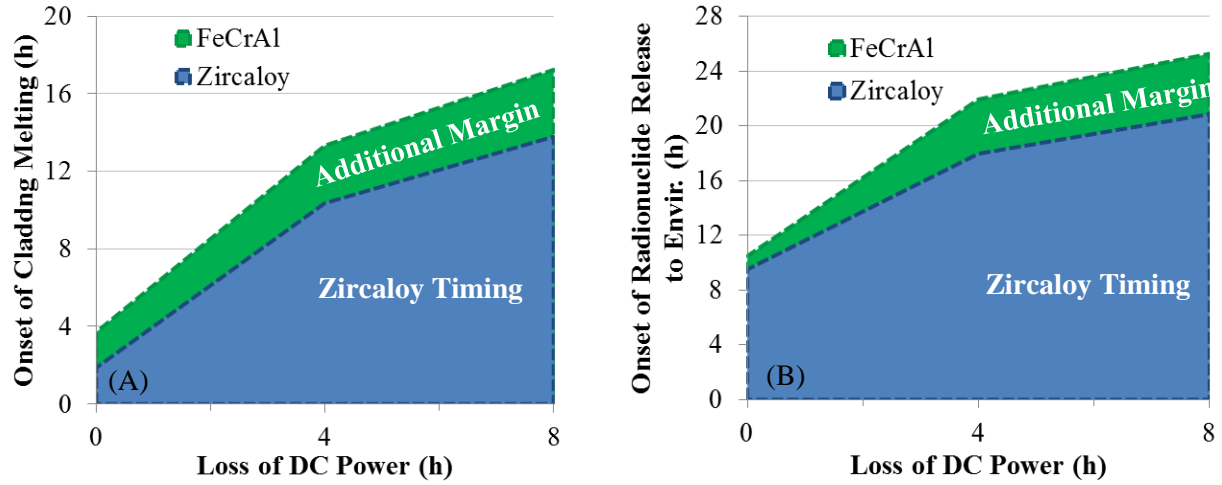 Onset of Claddng Melting (h)
20
16
12
8
4
0
FeCrAl
Zircaloy
Additional Margin
Zircaloy Timing
(A)
0
4
8
Loss of DC Power (h)
Onset of Radionuclide Release
to Envir. (h)
28
24
20
16
12
8
4
0
FeCrAl
Zircaloy
Additional Margin
Zircaloy Timing
(B)
0
4
8
Loss of DC Power (h)